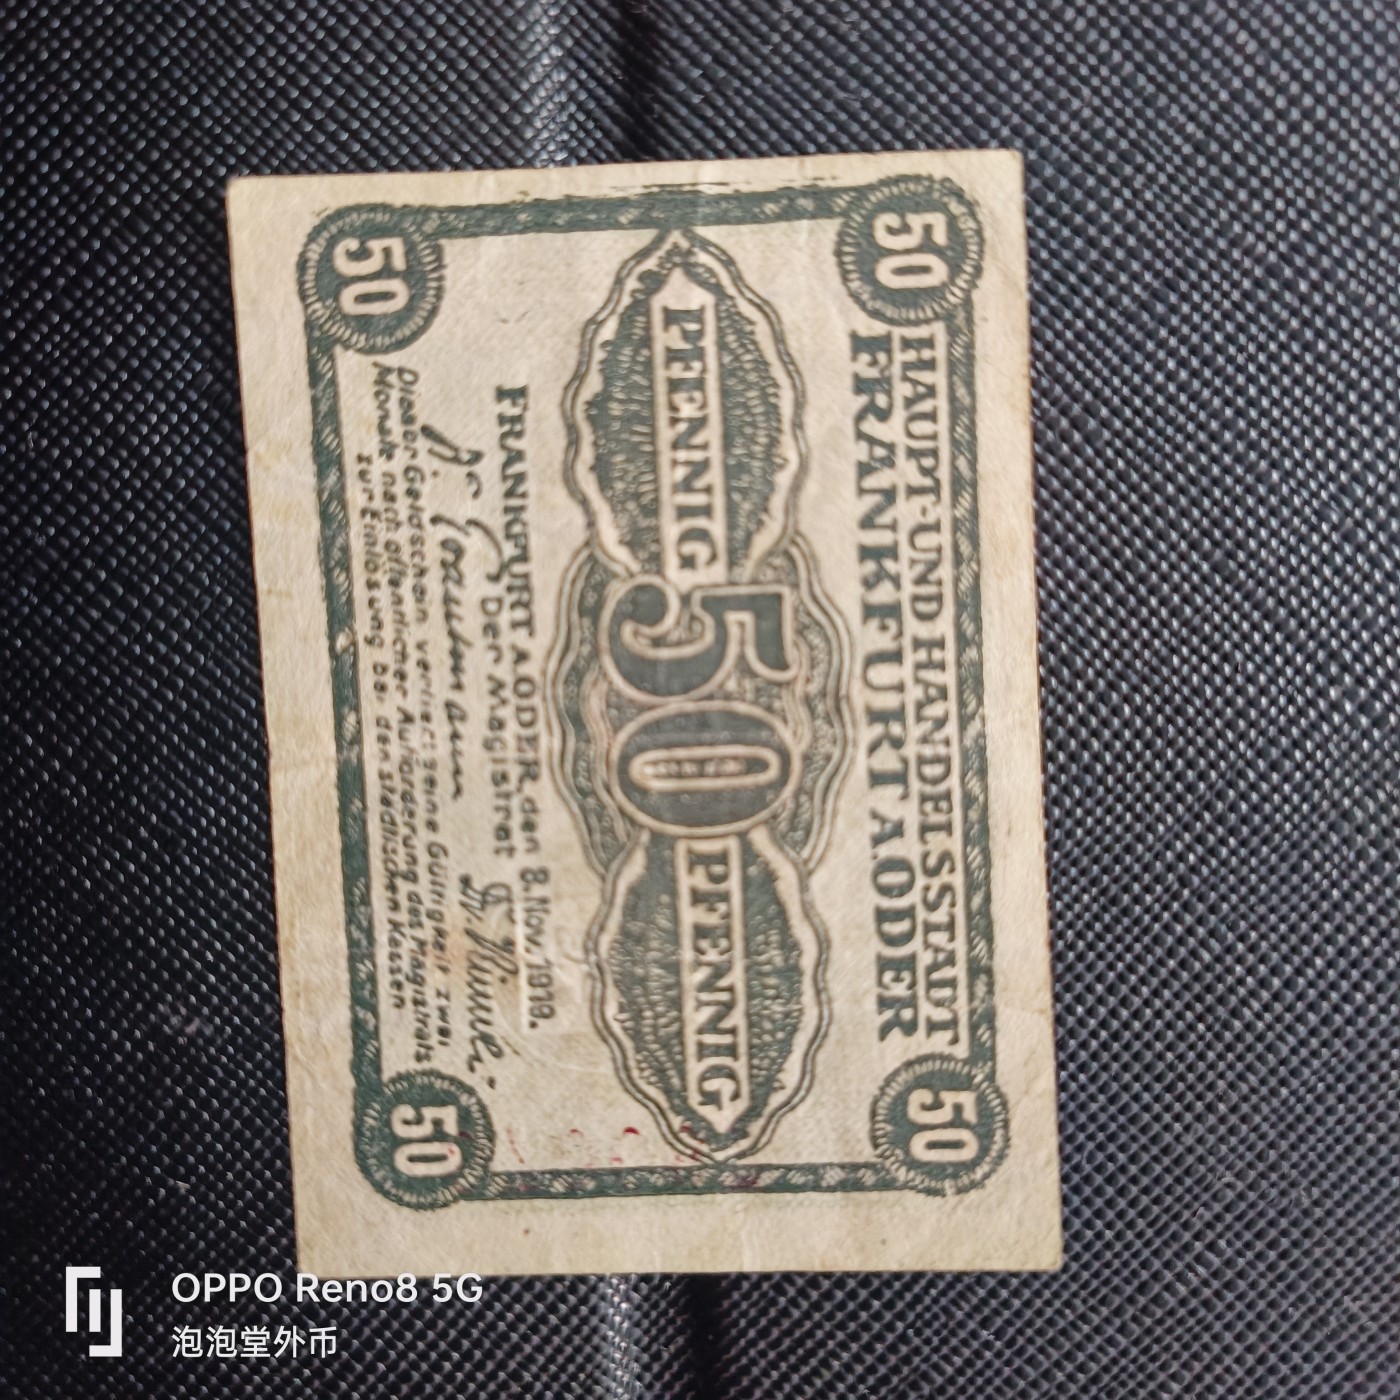 50
50
HAUPT-UND HANDELSSTADT
FRANKFURT A.ODER
PFENNIG 50 PFENNIG
FRANKFURT A.ODER, den 8. Nov. 1918.
Der Magistrat
Dieser Geldschein verliert seine Gültigkeit zwei
Monate nach öffentlicher Aufforderung des Magistrats
zur Einlösung bei den städtischen Kassen
50
50
OPPO Reno8 5G
泡泡堂外币